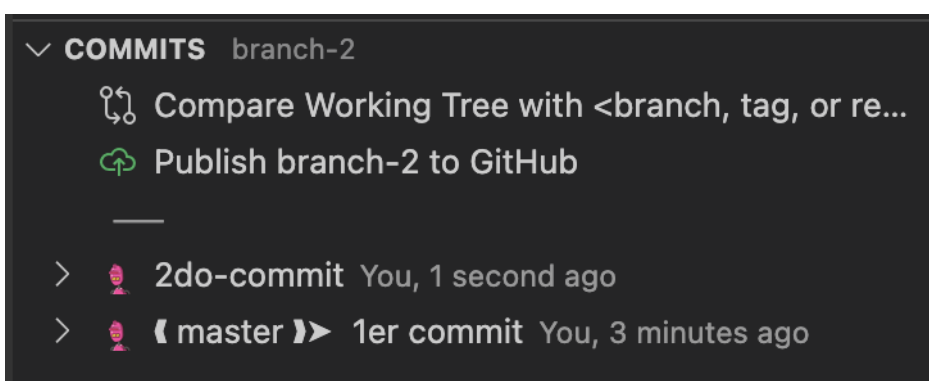 COMMITS branch-2
Compare Working Tree with <branch, tag, or re...
Publish branch-2 to GitHub
2do-commit You, 1 second ago
❰ master ❱➤ 1er commit You, 3 minutes ago